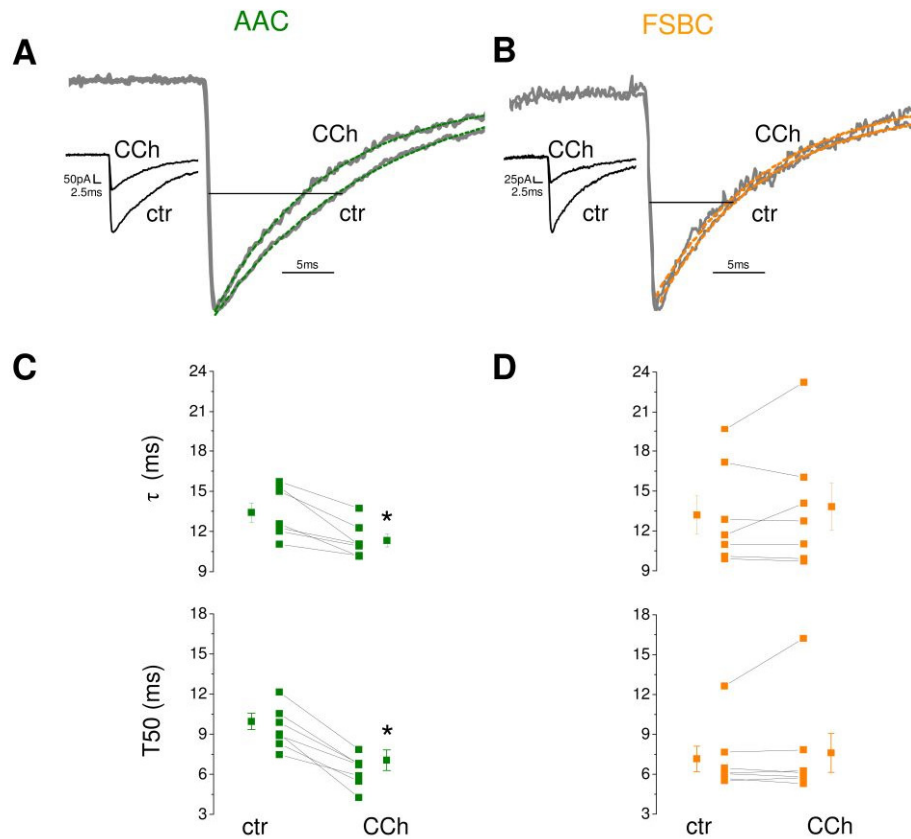 AAC
FSBC
A
B
CCh
50pA
2.5ms
ctr
CCh
ctr
5ms
CCh
25pA
2.5ms
ctr
CCh
ctr
5ms
C
D
τ (ms)
24
21
18
15
12
9
*
24
21
18
15
12
9
T50 (ms)
18
15
12
9
6
3
*
18
15
12
9
6
3
ctr
CCh
ctr
CCh